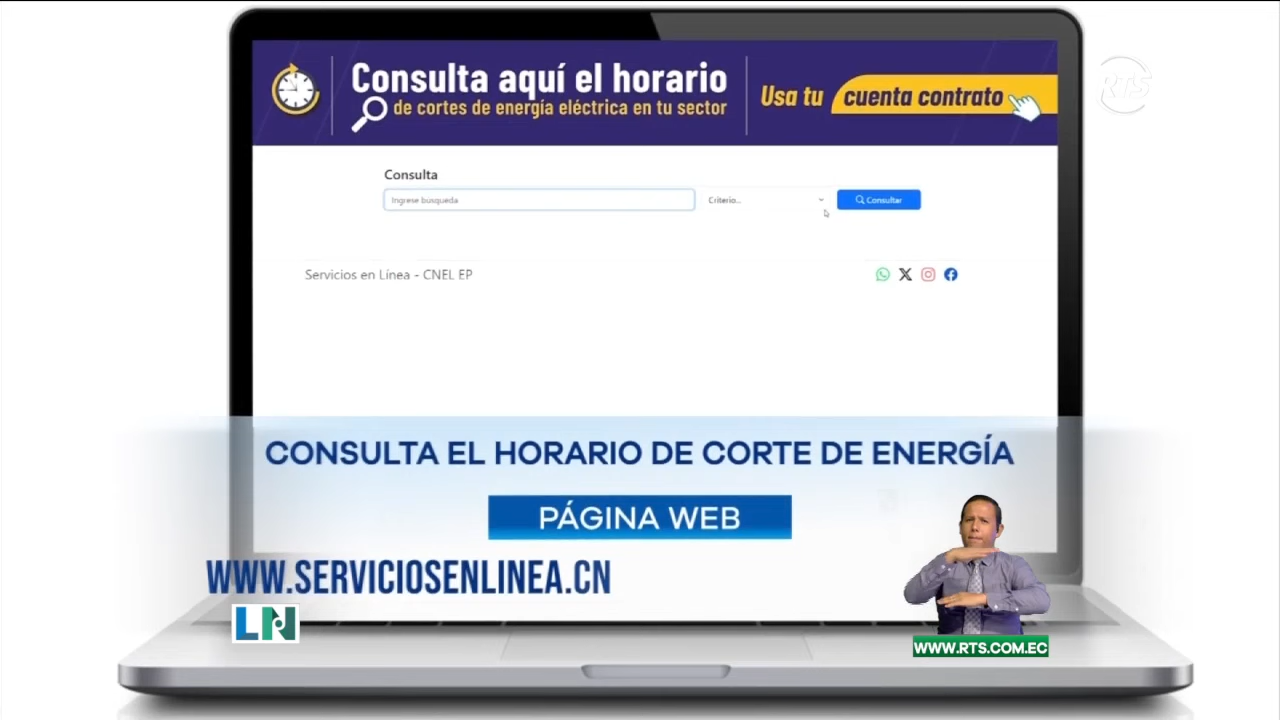 Consulta aquí el horario
de cortes de energía eléctrica en tu sector
Usa tu cuenta contrato
RTS
Consulta
Ingrese busqueda
Criterio...
Consultar
Servicios en Línea - CNEL EP
CONSULTA EL HORARIO DE CORTE DE ENERGÍA
PÁGINA WEB
WWW.SERVICIOSENLINEA.CN
LN
WWW.RTS.COM.EC